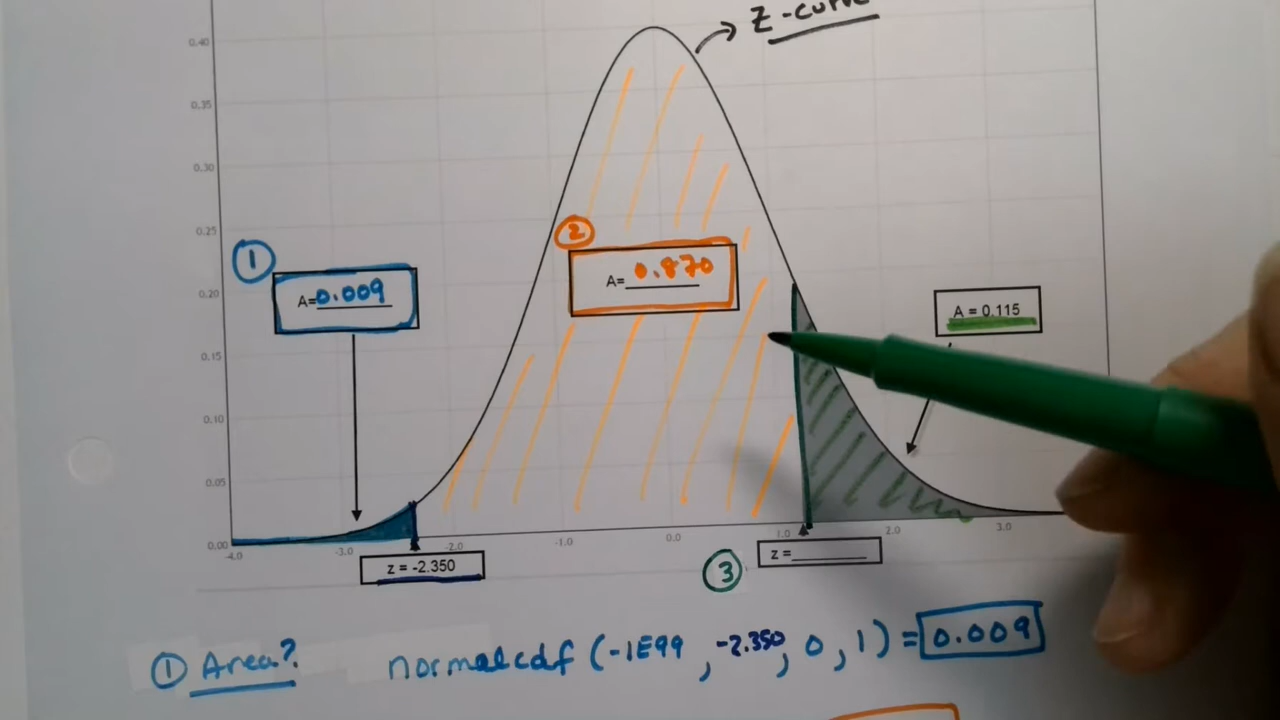 0.40
Z-curve
0.35
0.30
0.25
②
①
A= 0.870
A=0.009
0.20
A = 0.115
0.15
0.10
0.05
0.00
-4.0 -3.0 -2.0 -1.0 0.0 1.0 2.0 3.0
z = -2.350
③
z =
① Area? normalcdf (-1E99, -2.350, 0, 1) = 0.009